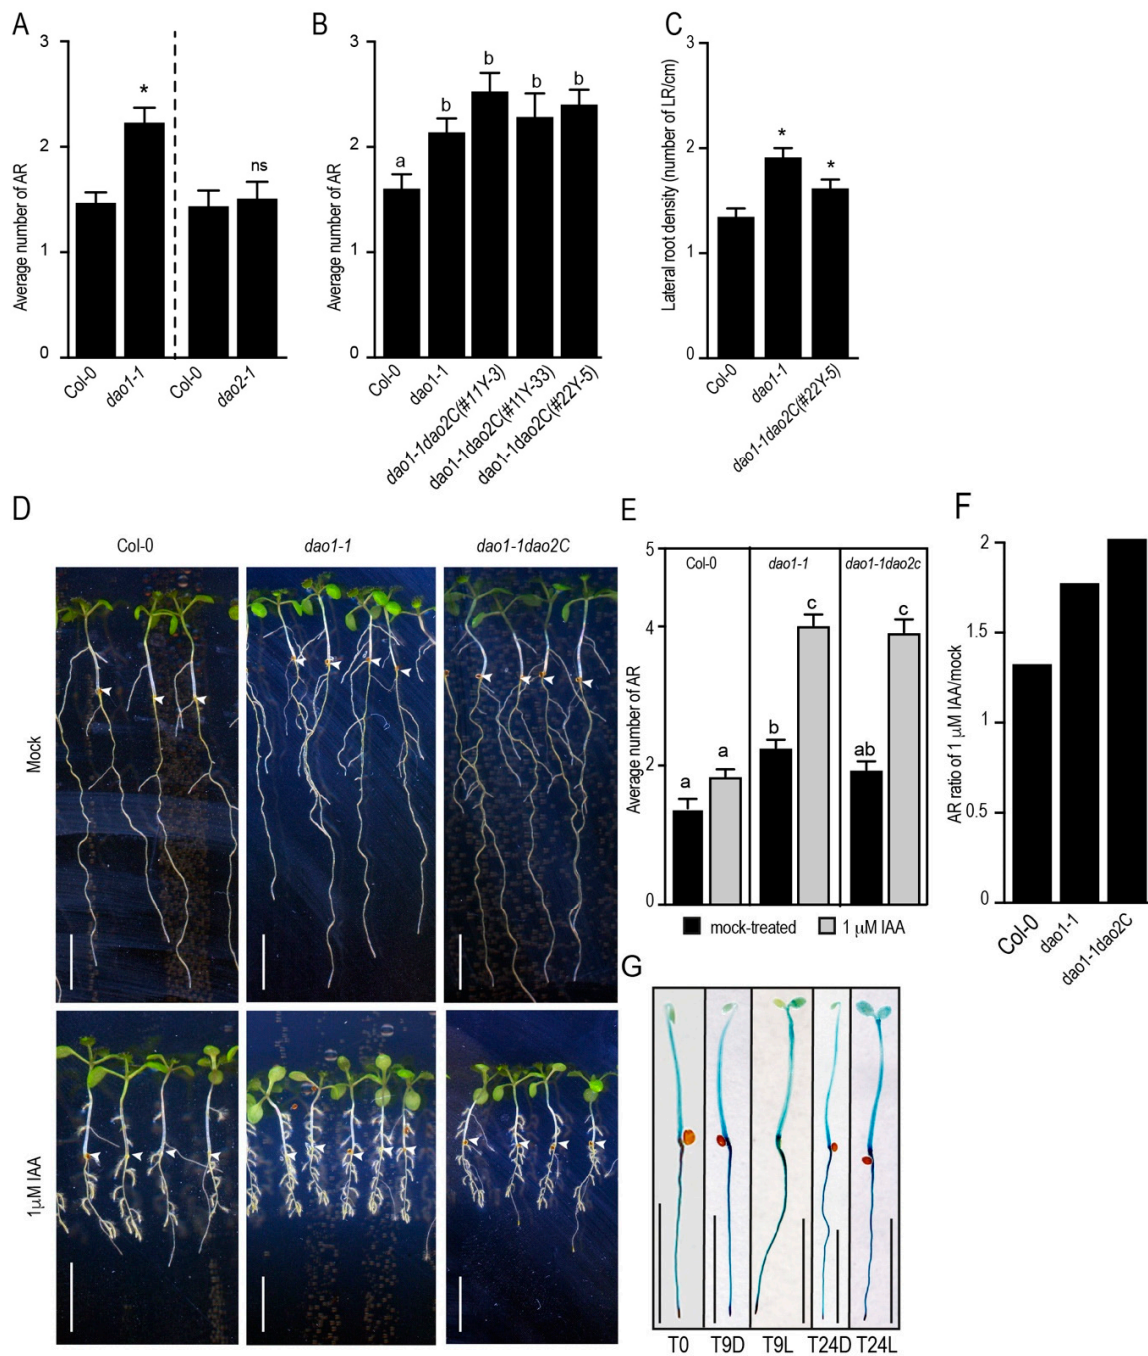 A
Average number of AR
3
2
1
0
*
ns
Col-0
dao1-1
Col-0
dao2-1
B
Average number of AR
3
2
1
0
a
b
b
b
b
Col-0
dao1-1
dao1-1dao2C(#11Y-3)
dao1-1dao2C(#11Y-33)
dao1-1dao2C(#22Y-5)
C
Lateral root density (number of LR/cm)
3
2
1
0
*
*
Col-0
dao1-1
dao1-1dao2C(#22Y-5)
D
Col-0
dao1-1
dao1-1dao2C
Mock
1µM IAA
E
Average number of AR
5
4
2
0
Col-0
dao1-1
dao1-1dao2c
a
a
b
c
ab
c
mock-treated
1 µM IAA
F
AR ratio of 1 µM IAA/mock
2
1.5
1
0.5
0
Col-0
dao1-1
dao1-1dao2C
G
T0
T9D
T9L
T24D
T24L